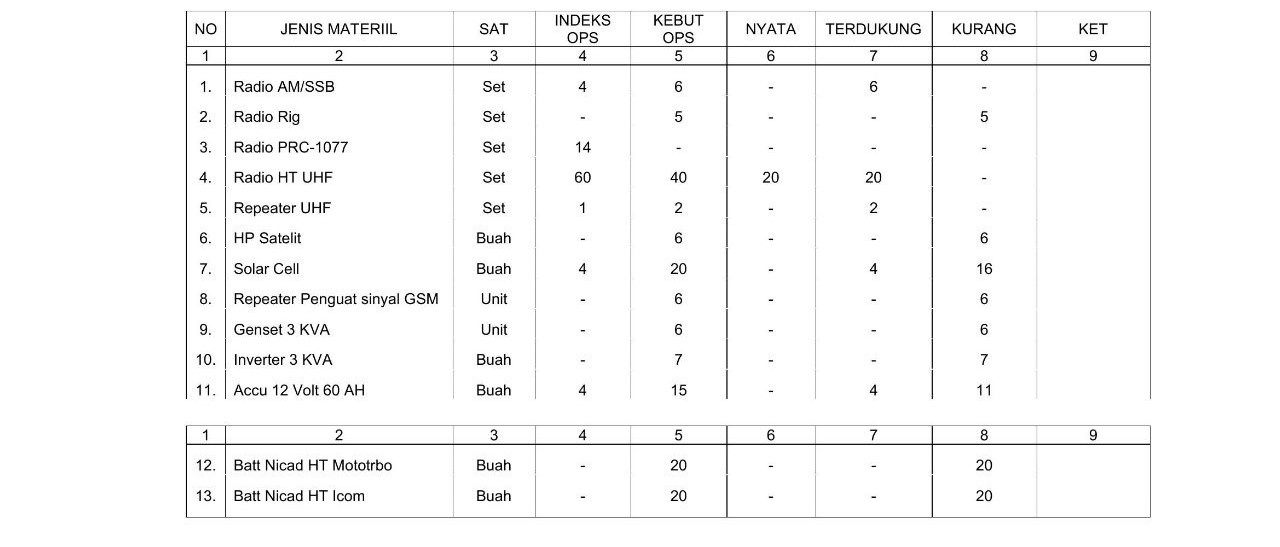 NO JENIS MATERIIL SAT INDEKS OPS KEBUT OPS NYATA TERDUKUNG KURANG KET
1 2 3 4 5 6 7 8 9
1. Radio AM/SSB Set 4 6 - 6 -
2. Radio Rig Set - 5 - - 5
3. Radio PRC-1077 Set 14 - - - -
4. Radio HT UHF Set 60 40 20 20 -
5. Repeater UHF Set 1 2 - 2 -
6. HP Satelit Buah - 6 - - 6
7. Solar Cell Buah 4 20 - 4 16
8. Repeater Penguat sinyal GSM Unit - 6 - - 6
9. Genset 3 KVA Unit - 6 - - 6
10. Inverter 3 KVA Buah - 7 - - 7
11. Accu 12 Volt 60 AH Buah 4 15 - 4 11
1 2 3 4 5 6 7 8 9
12. Batt Nicad HT Mototrbo Buah - 20 - - 20
13. Batt Nicad HT Icom Buah - 20 - - 20